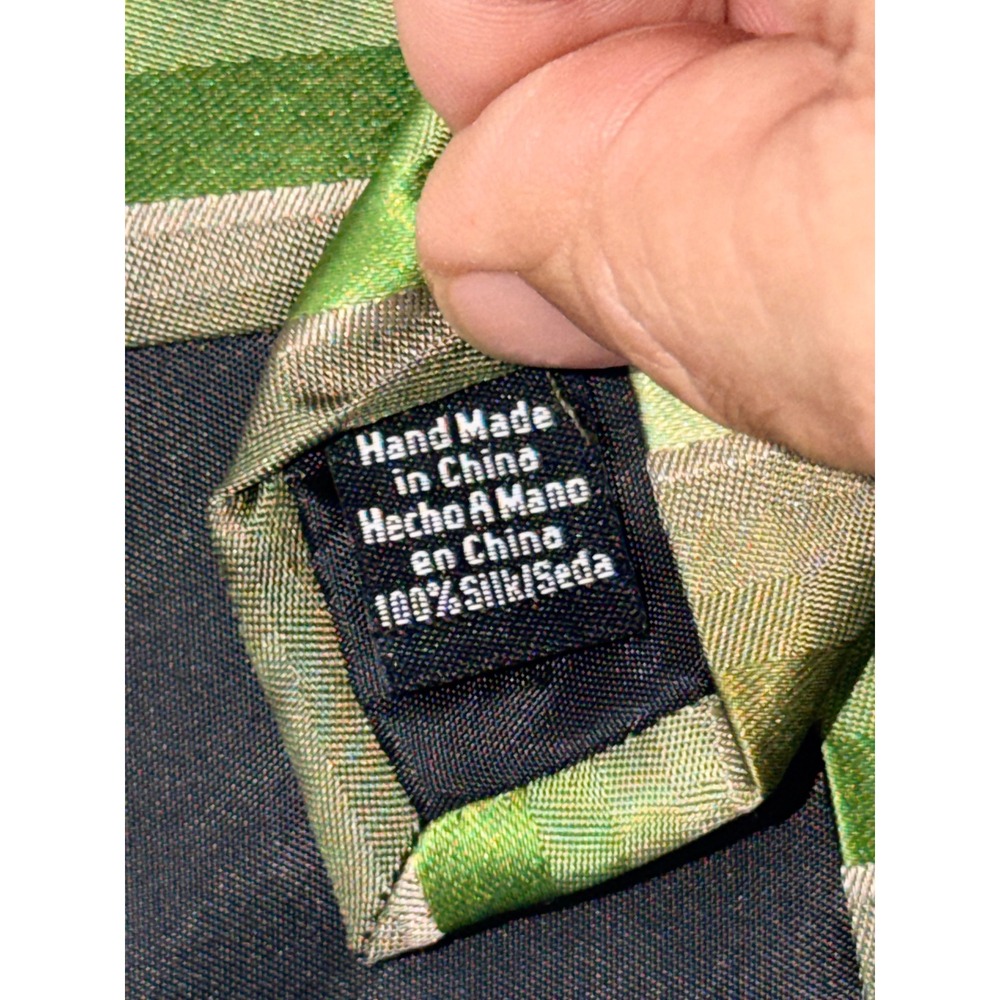 Hand Made
in China
Hecho A Mano
en China
100% Silk/Seda